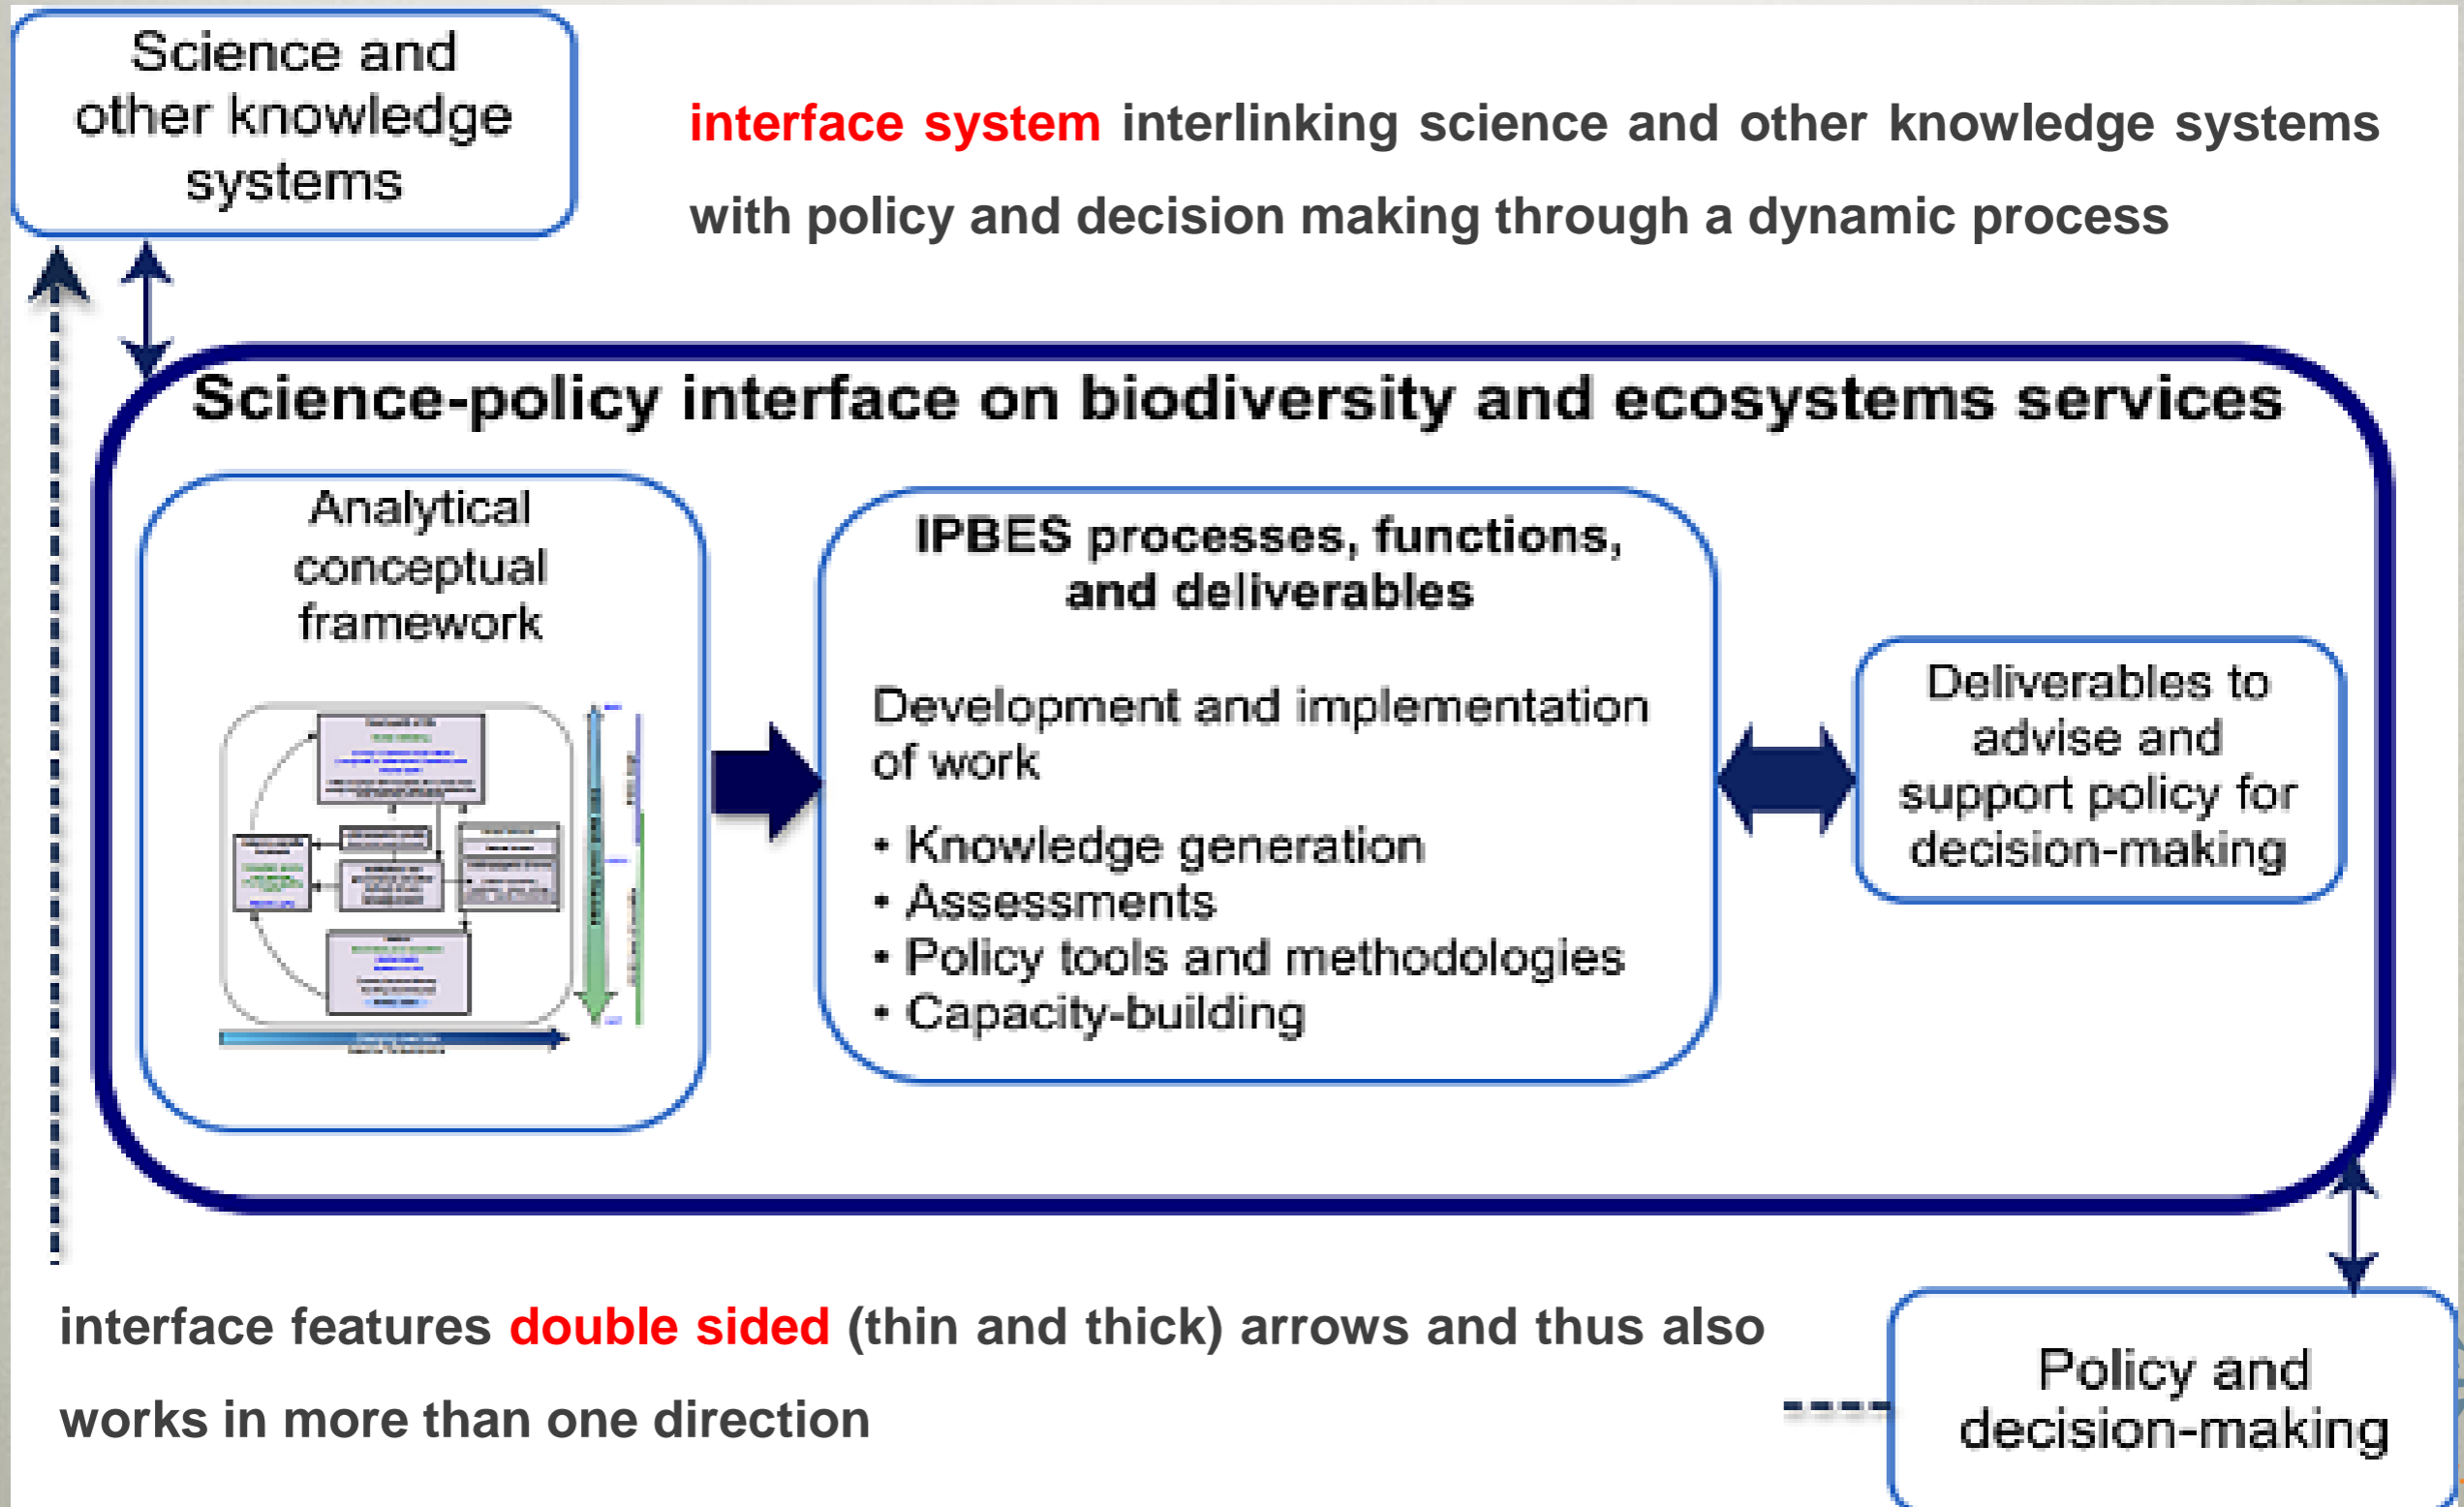 Science and
other knowledge
systems
interface system interlinking science and other knowledge systems
with policy and decision making through a dynamic process
Science-policy interface on biodiversity and ecosystems services
Analytical
conceptual
framework
IPBES processes, functions,
and deliverables
Development and implementation
of work
• Knowledge generation
• Assessments
• Policy tools and methodologies
• Capacity-building
Deliverables to
advise and
support policy for
decision-making
interface features double sided (thin and thick) arrows and thus also
works in more than one direction
Policy and
decision-making